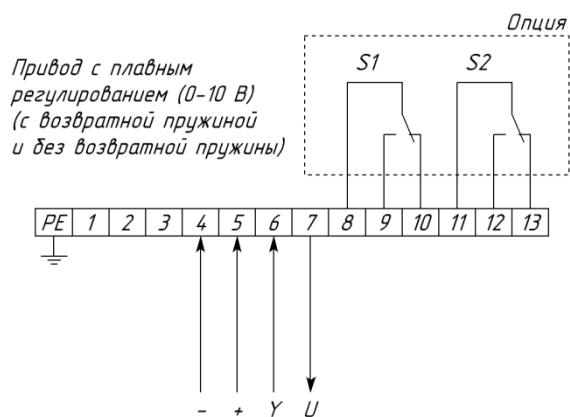 Опция
Привод с плавным
регулированием (0-10 В)
(с возвратной пружиной
и без возвратной пружины)
S1 S2
PE 1 2 3 4 5 6 7 8 9 10 11 12 13
- + Y U